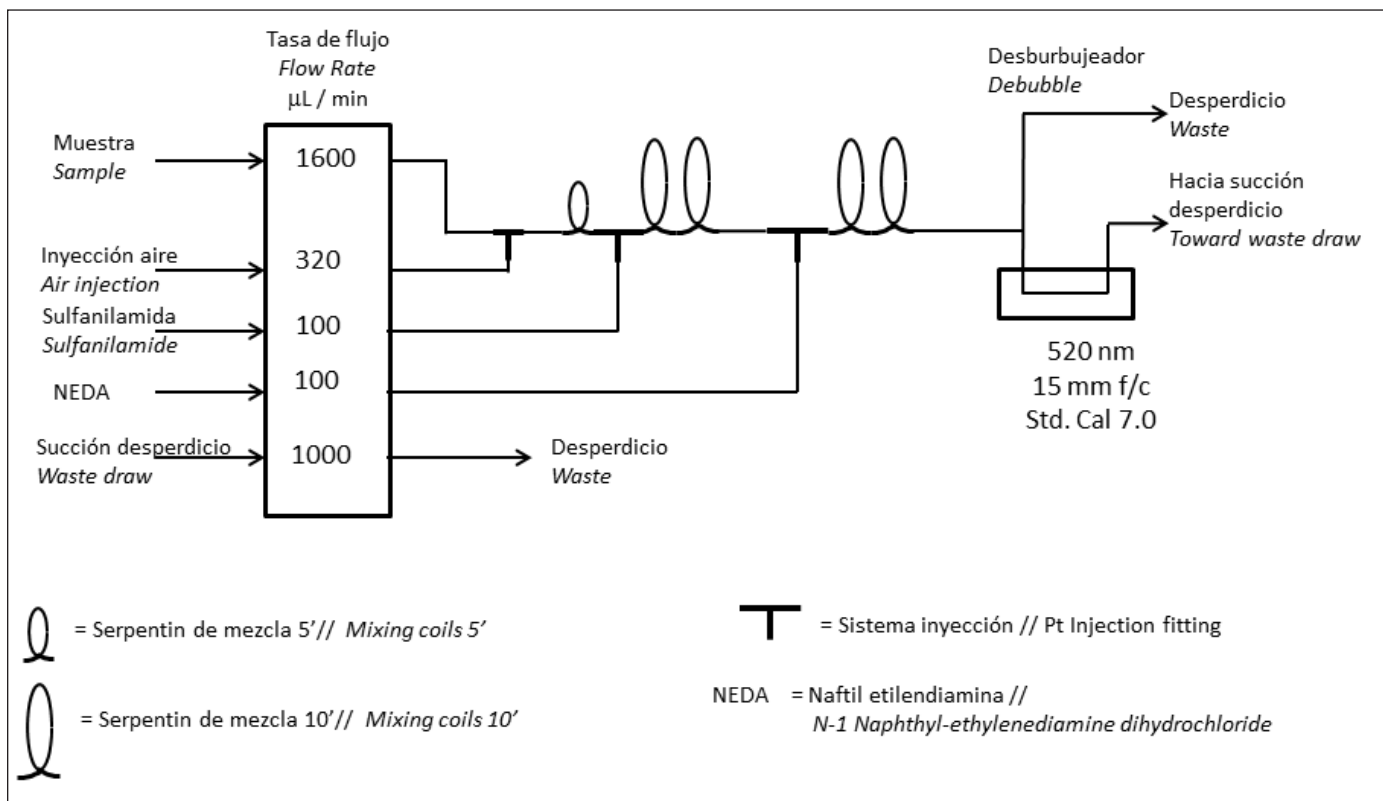 Tasa de flujo
Flow Rate
µL / min
Desburbujeador
Debubble
Desperdicio
Waste
Muestra
Sample
1600
Hacia succión
desperdicio
Toward waste draw
Inyección aire
Air injection
320
Sulfanilamida
Sulfanilamide
100
NEDA
100
520 nm
15 mm f/c
Std. Cal 7.0
Succión desperdicio
Waste draw
1000
Desperdicio
Waste
= Serpentin de mezcla 5’// Mixing coils 5’
= Sistema inyección // Pt Injection fitting
= Serpentin de mezcla 10’// Mixing coils 10’
NEDA = Naftil etilendiamina //
N-1 Naphthyl-ethylenediamine dihydrochloride